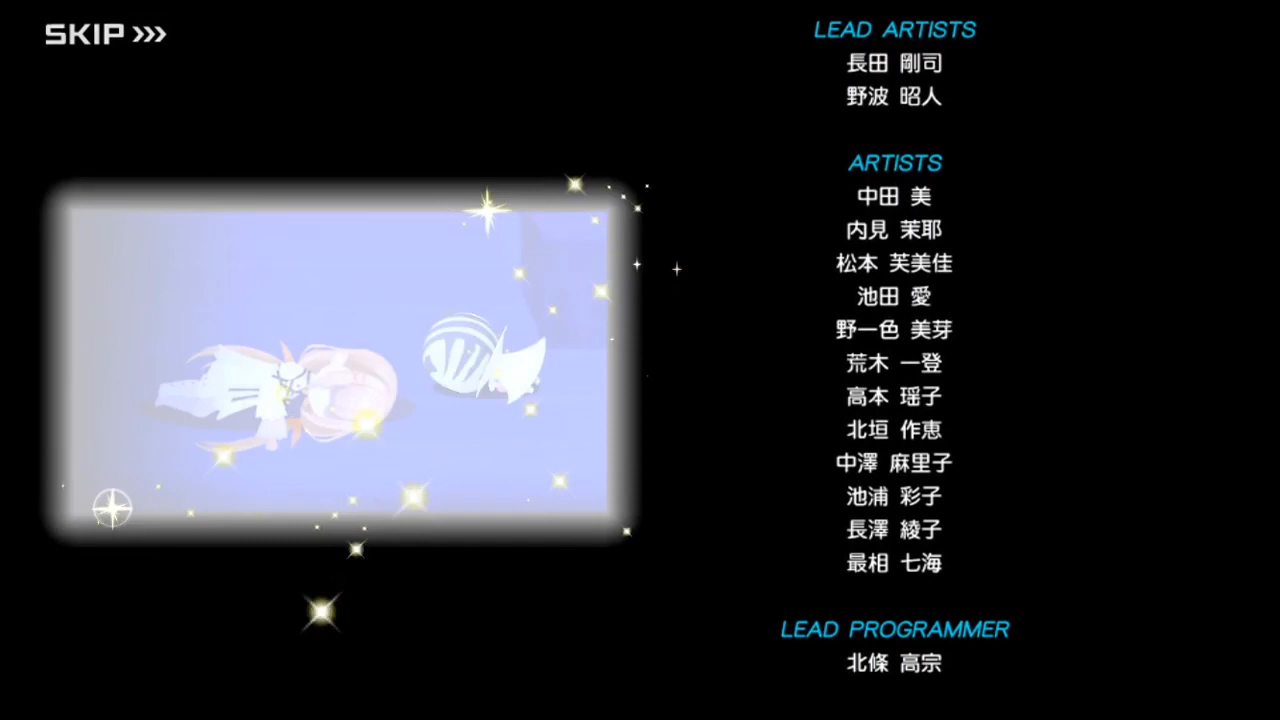 SKIP >>>
LEAD ARTISTS
長田 剛司
野波 昭人
ARTISTS
中田 美
内見 茉耶
松本 芙美佳
池田 愛
野一色 美芽
荒木 一登
高本 瑶子
北垣 作恵
中澤 麻里子
池浦 彩子
長澤 綾子
最相 七海
LEAD PROGRAMMER
北條 高宗